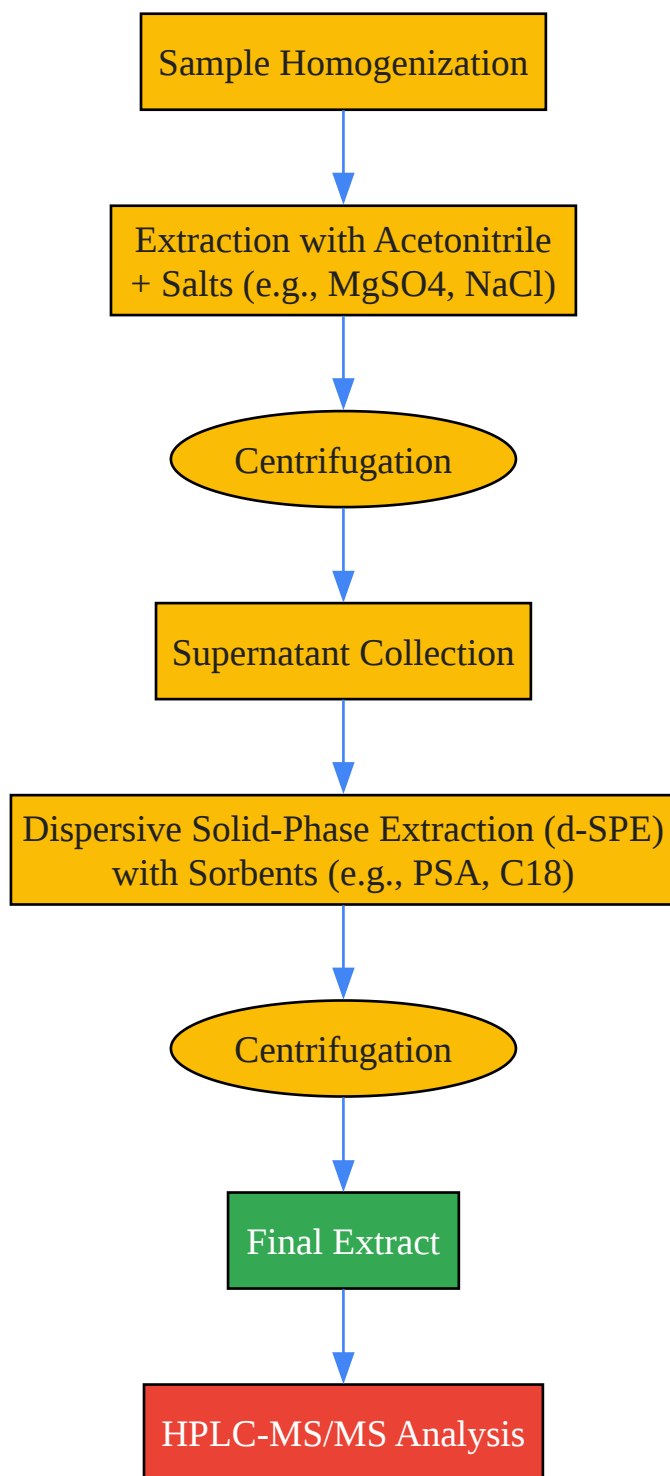 Sample Homogenization
Extraction with Acetonitrile
+ Salts (e.g., MgSO4, NaCl)
Centrifugation
Supernatant Collection
Dispersive Solid-Phase Extraction (d-SPE)
with Sorbents (e.g., PSA, C18)
Centrifugation
Final Extract
HPLC-MS/MS Analysis